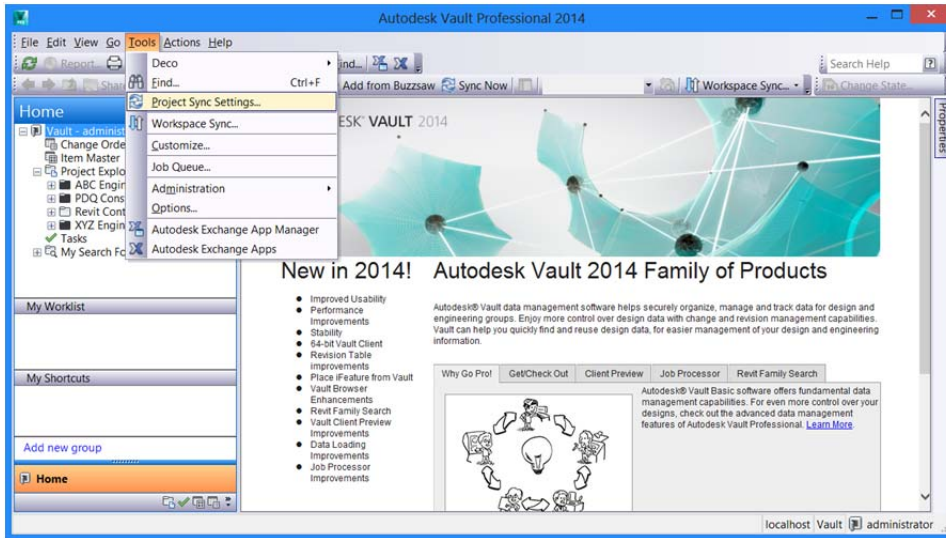 Autodesk Vault Professional 2014
File Edit View Go Tools Actions Help
Report...
ind...
Search Help
Shar
Add from Buzzsaw Sync Now
Workspace Sync...
Change State...
Deco
Find... Ctrl+F
Project Sync Settings...
Workspace Sync...
Customize...
Job Queue...
Administration
Options...
Autodesk Exchange App Manager
Autodesk Exchange Apps
Home
Vault - administ
Change Orde
Item Master
Project Explo
ABC Engin
PDQ Cons
Revit Cont
XYZ Engin
Tasks
My Search Fo
My Worklist
My Shortcuts
Add new group
Home
Properties
ESK® VAULT 2014
New in 2014!
Improved Usability
Performance
Improvements
Stability
64-bit Vault Client
Revision Table
improvements
Place iFeature from Vault
Vault Browser
Enhancements
Revit Family Search
Vault Client Preview
Improvements
Data Loading
Improvements
Job Processor
Improvements
Autodesk Vault 2014 Family of Products
Autodesk® Vault data management software helps securely organize, manage and track data for design and
engineering groups. Enjoy more control over design data with change and revision management capabilities.
Vault can help you quickly find and reuse design data, for easier management of your design and engineering
information.
Why Go Pro! Get/Check Out Client Preview Job Processor Revit Family Search
Autodesk® Vault Basic software offers fundamental data
management capabilities. For even more control over your
designs, check out the advanced data management
features of Autodesk Vault Professional. Learn More.
localhost Vault administrator